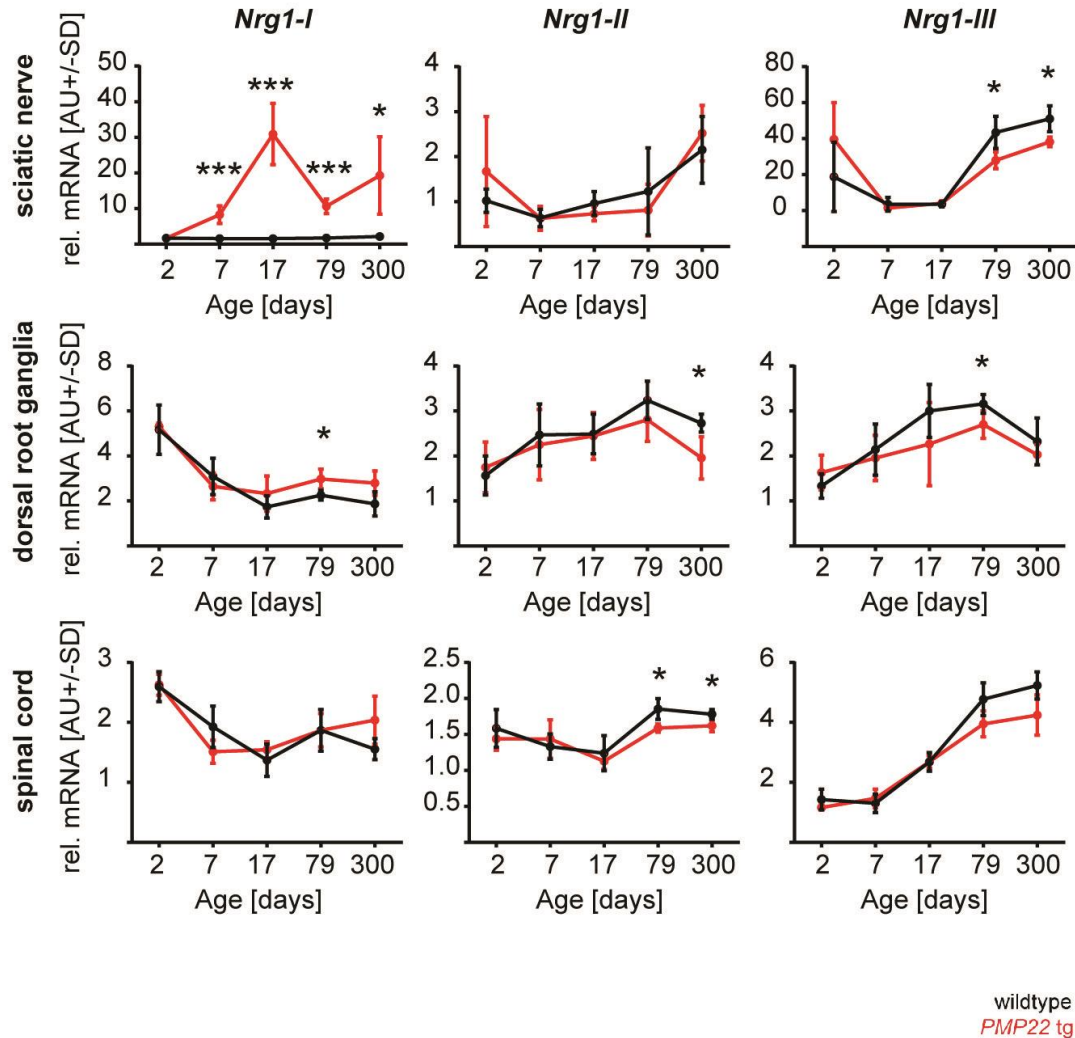 Nrg1-I Nrg1-II Nrg1-III
sciatic nerve
rel. mRNA [AU+/-SD]
50 40 30 20 10
*** *** *** *
2 7 17 79 300
Age [days]
4 3 2 1
2 7 17 79 300
Age [days]
80 60 40 20 0
* *
2 7 17 79 300
Age [days]
dorsal root ganglia
rel. mRNA [AU+/-SD]
8 6 4 2
*
2 7 17 79 300
Age [days]
4 3 2 1
*
2 7 17 79 300
Age [days]
4 3 2 1
*
2 7 17 79 300
Age [days]
spinal cord
rel. mRNA [AU+/-SD]
3 2 1
2 7 17 79 300
Age [days]
2.5 2.0 1.5 1.0 0.5
* *
2 7 17 79 300
Age [days]
6 4 2
2 7 17 79 300
Age [days]
wildtype
PMP22 tg